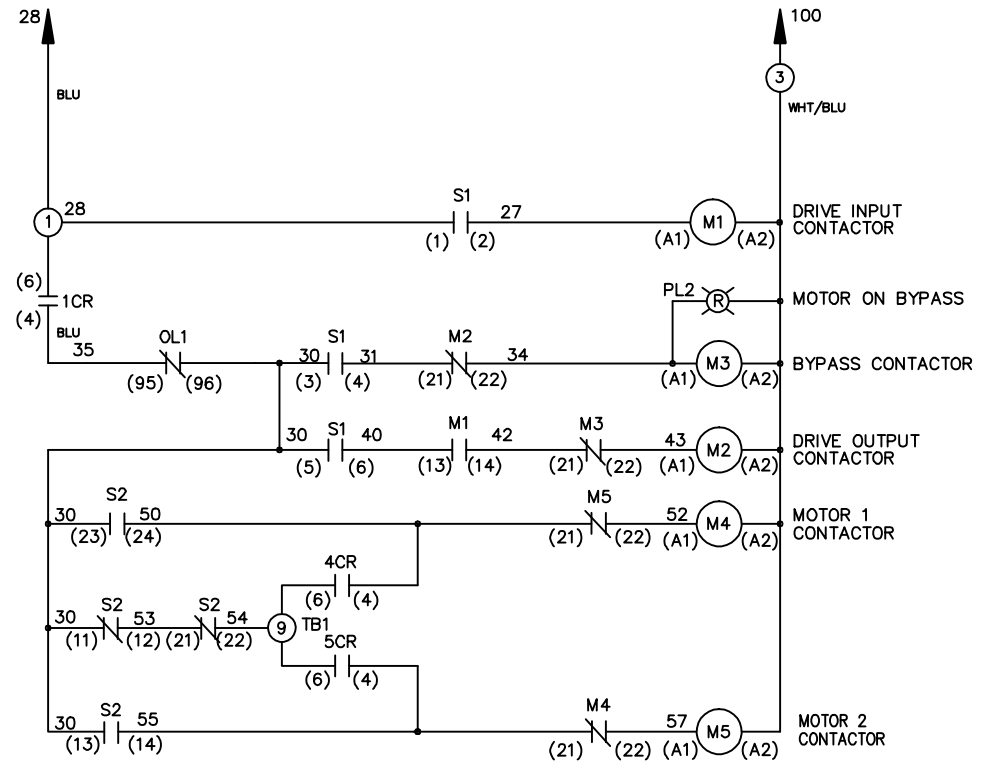 28
100
3
BLU
WHT/BLU
S1
1 28 27 M1 DRIVE INPUT
CONTACTOR
(1) (2) (A1) (A2)
(6)
1CR
(4)
PL2 R MOTOR ON BYPASS
BLU
35 OL1 30 S1 31 M2 34 M3 BYPASS CONTACTOR
(95) (96) (3) (4) (21) (22) (A1) (A2)
30 S1 40 M1 42 M3 43 M2 DRIVE OUTPUT
CONTACTOR
(5) (6) (13) (14) (21) (22) (A1) (A2)
30 S2 50 M5 52 M4 MOTOR 1
CONTACTOR
(23) (24) (21) (22) (A1) (A2)
4CR
(6) (4)
30 S2 53 S2 54 9 TB1
(11) (12) (21) (22)
5CR
(6) (4)
30 S2 55 M4 57 M5 MOTOR 2
CONTACTOR
(13) (14) (21) (22) (A1) (A2)